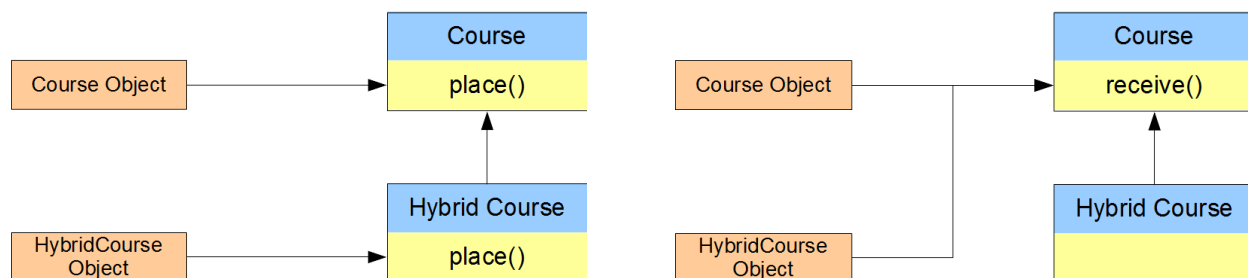 Course
Course Object
place()
Hybrid Course
HybridCourse
Object
place()
Course
Course Object
receive()
Hybrid Course
HybridCourse
Object